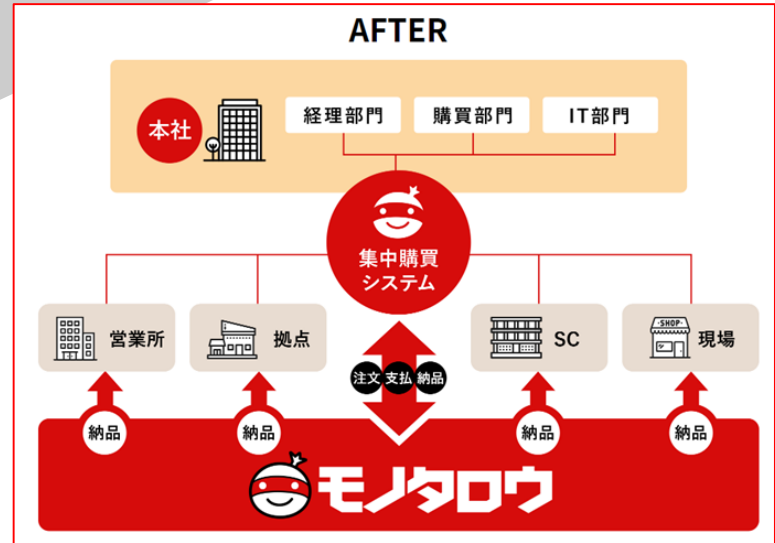 AFTER
本社
経理部門
購買部門
IT部門
集中購買
システム
営業所
拠点
SC
SHOP
現場
注文
支払
納品
納品
納品
納品
納品
モノタロウ